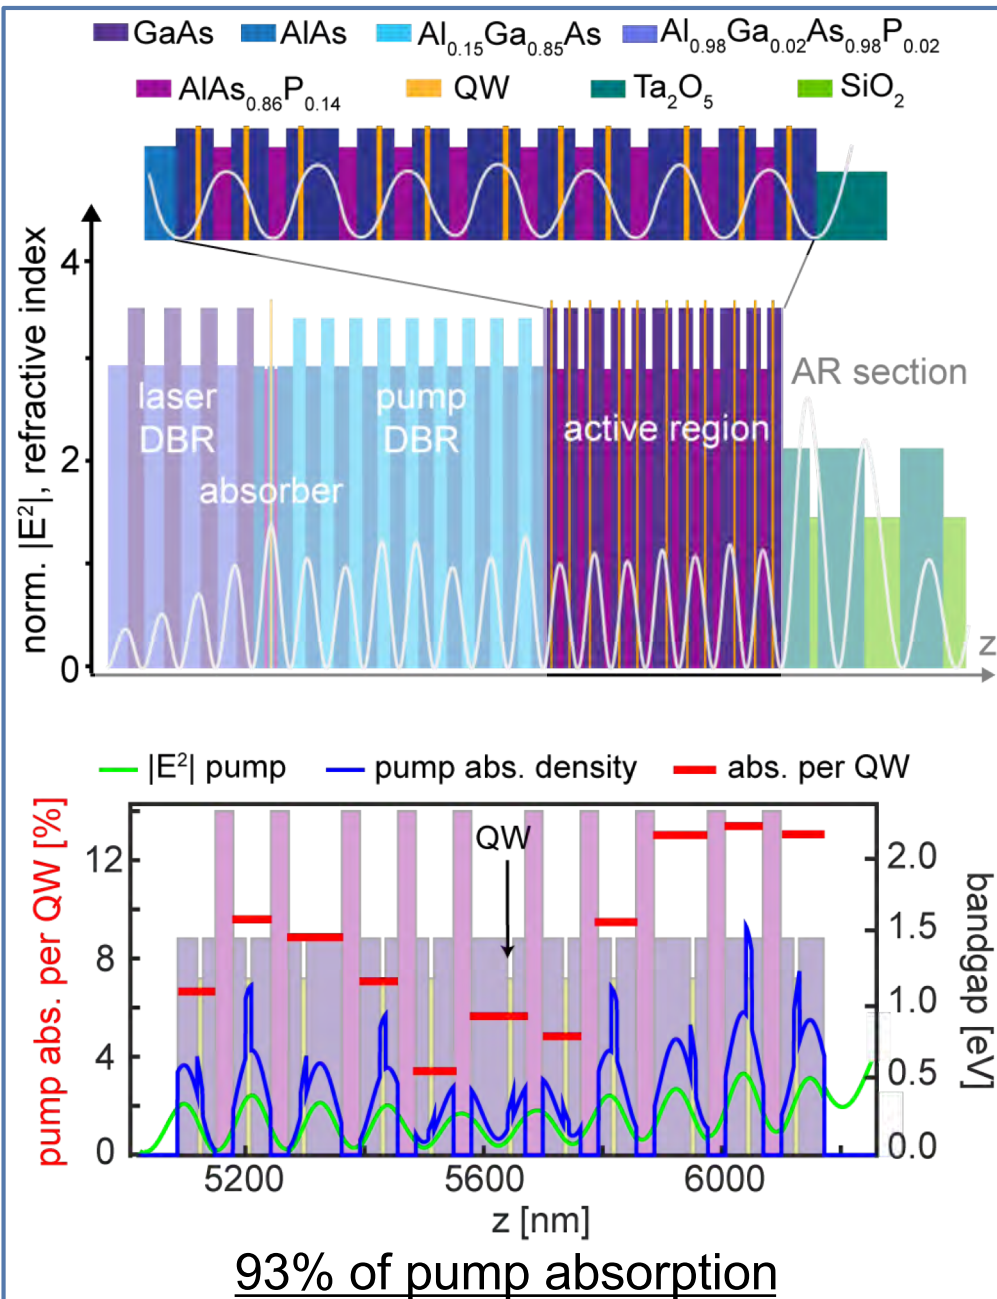 GaAs AlAs Al0.15Ga0.85As Al0.98Ga0.02As0.98P0.02
AlAs0.86P0.14 QW Ta2O5 SiO2
norm. |E²|, refractive index
4
2
0
laser DBR
absorber
pump DBR
active region
AR section
z
|E²| pump pump abs. density abs. per QW
pump abs. per QW [%]
12
8
4
0
QW
2.0
1.5
1.0
0.5
0.0
bandgap [eV]
5200 5600 6000
z [nm]
93% of pump absorption